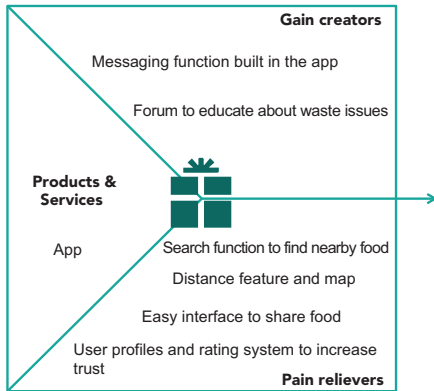 Gain creators
Messaging function built in the app
Forum to educate about waste issues
Products &
Services
App
Search function to find nearby food
Distance feature and map
Easy interface to share food
User profiles and rating system to increase
trust
Pain relievers